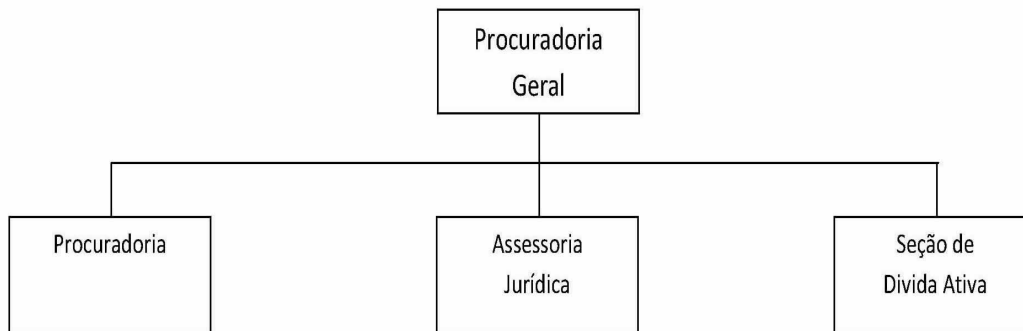 Procuradoria
Geral
Procuradoria
Assessoria
Jurídica
Seção de
Divida Ativa